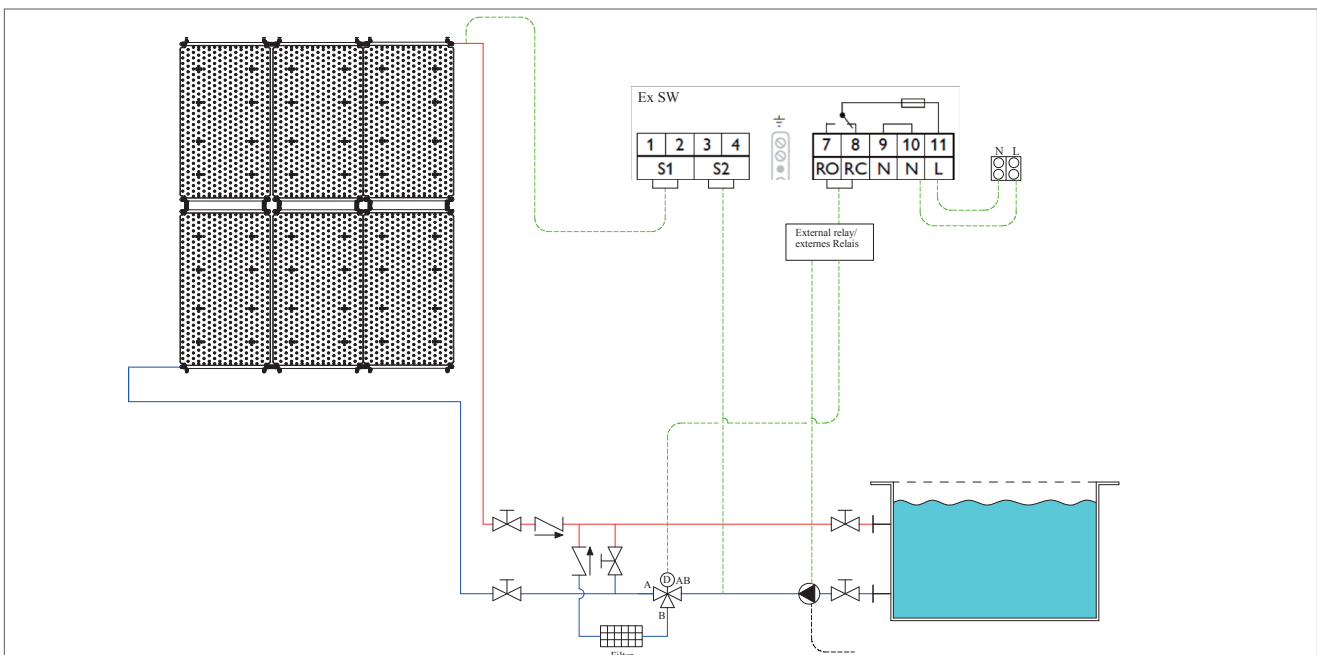 Ex SW
1 2 3 4
S1 S2
7 8 9 10 11
RO RC N N L
N L
External relay/
externes Relais
D
A
AB
B
Filter